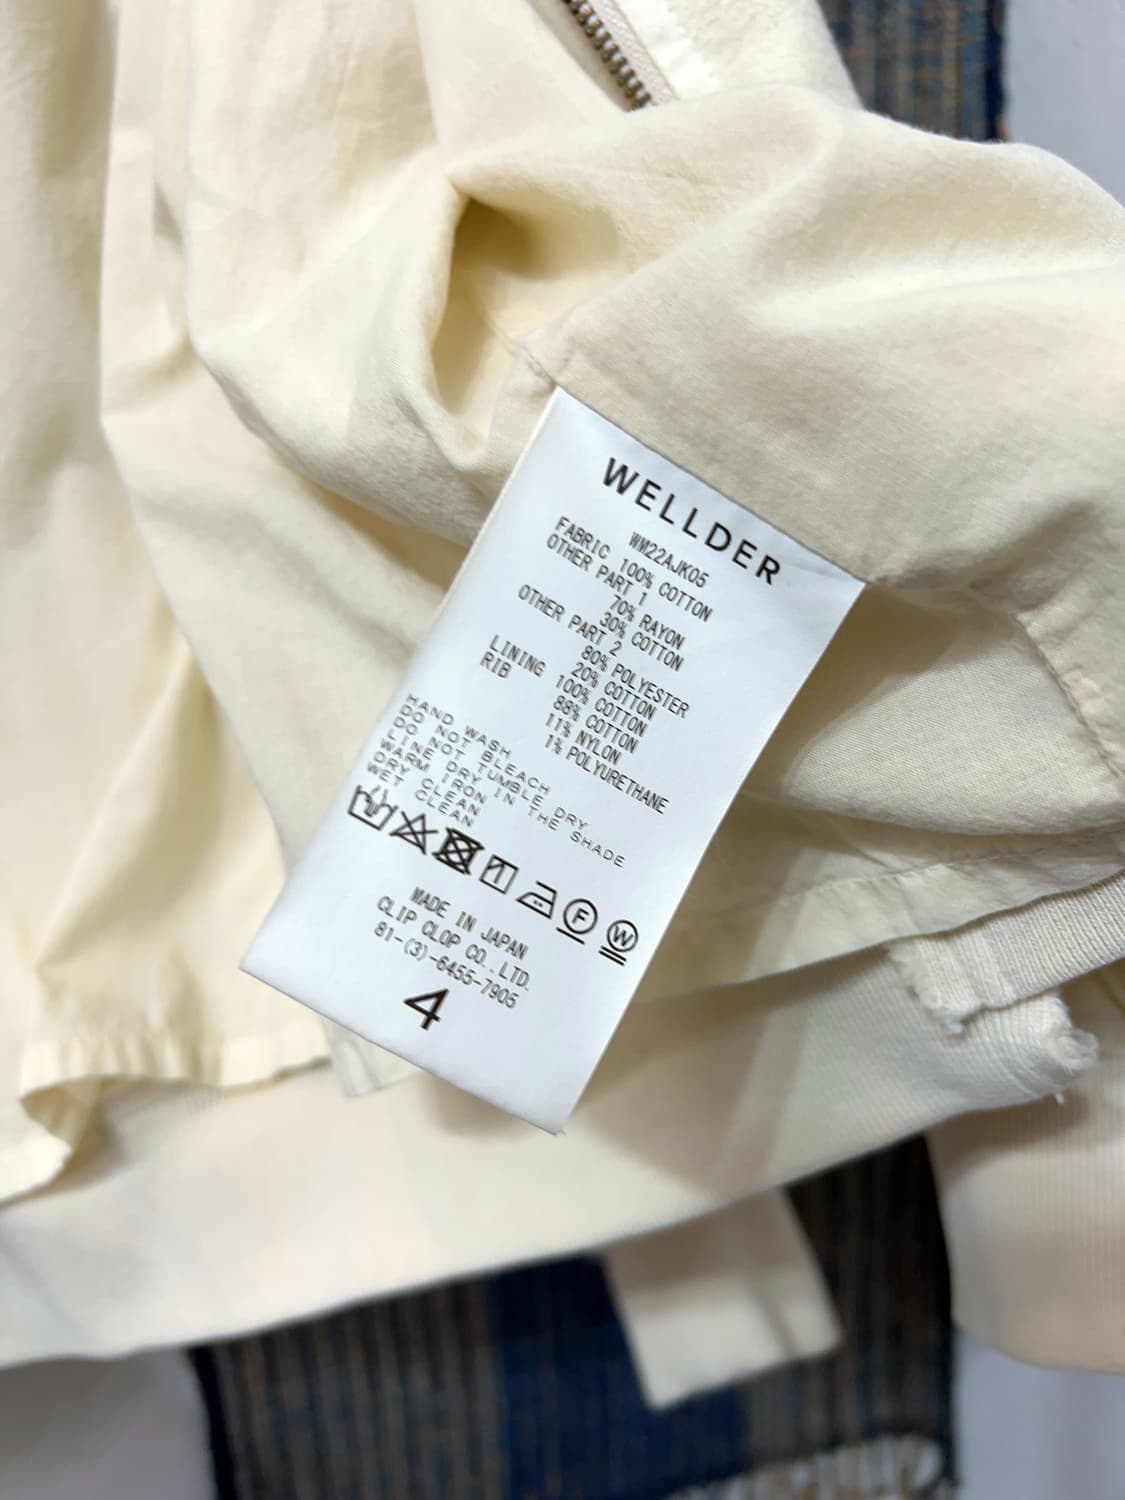 WELLDER
WM22AJK05
FABRIC 100% COTTON
OTHER PART 1
70% RAYON
30% COTTON
OTHER PART 2
80% POLYESTER
20% COTTON
LINING 100% COTTON
RIB 88% COTTON
11% NYLON
1% POLYURETHANE
HAND WASH
DO NOT BLEACH
DO NOT TUMBLE DRY
LINE DRY IN THE SHADE
WARM IRON
DRY CLEAN
WET CLEAN
F W
MADE IN JAPAN
CLIP CLOP CO.,LTD.
81-(3)-6455-7905
4